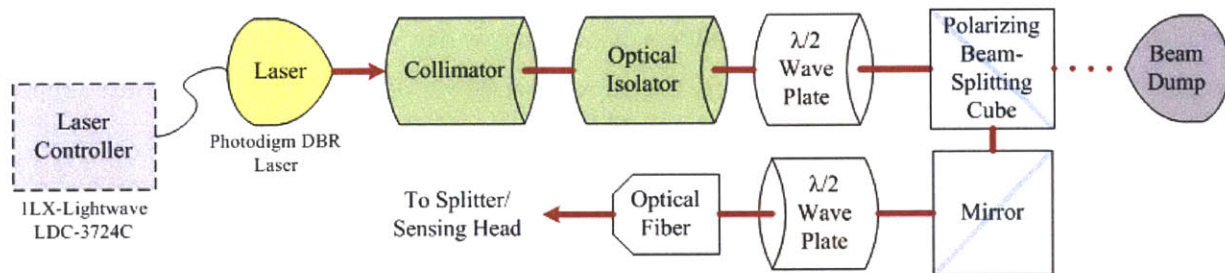 Laser
Controller
1LX-Lightwave
LDC-3724C
Laser
Photodigm DBR
Laser
Collimator
Optical
Isolator
λ/2
Wave
Plate
Polarizing
Beam-
Splitting
Cube
Beam
Dump
To Splitter/
Sensing Head
Optical
Fiber
λ/2
Wave
Plate
Mirror